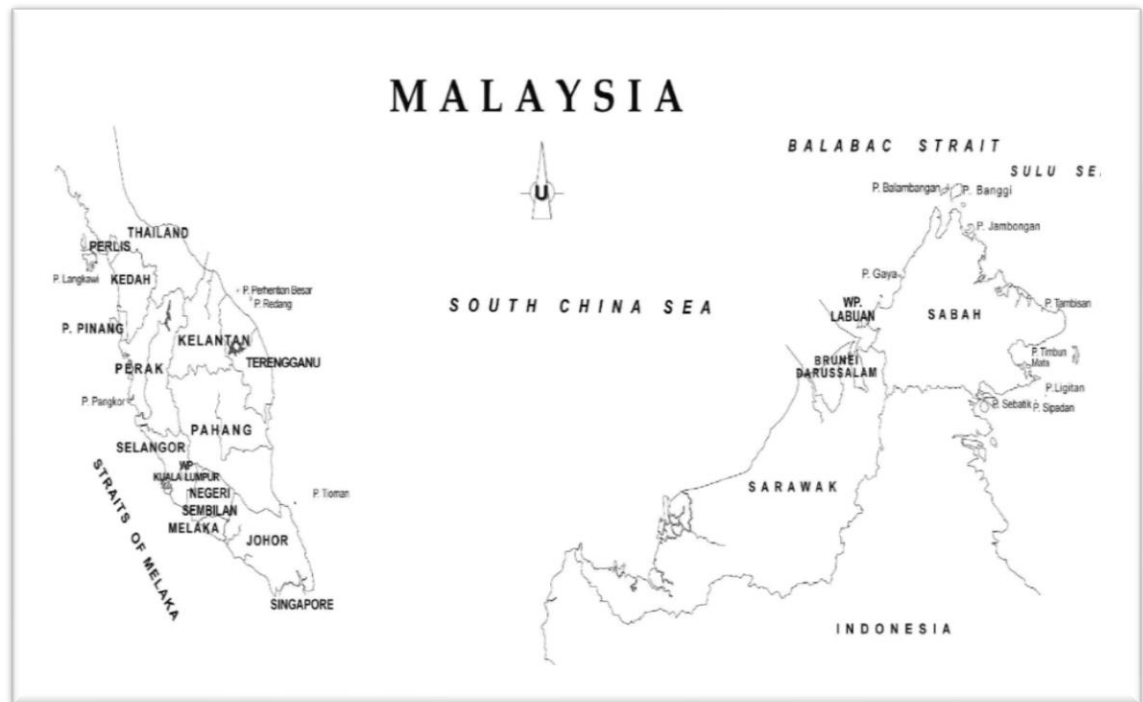 MALAYSIA
BALABAC STRAIT
SULU SE
P. Balambangan
P. Banggi
U
P. Jambongan
THAILAND
PERLIS
P. Langkawi
KEDAH
P. Gaya
P. Perhentian Besar
P. Redang
SOUTH CHINA SEA
WP.
LABUAN
SABAH
P. Tambisan
P. PINANG
KELANTAN
TERENGGANU
PERAK
BRUNEI
DARUSSALAM
P. Timbun
Mata
P.Ligitan
P. Pangkor
P. Sebatik
P. Sipadan
PAHANG
SELANGOR
WP
KUALA LUMPUR
NEGERI
SEMBILAN
P. Tioman
SARAWAK
STRAITS OF MELAKA
MELAKA
JOHOR
SINGAPORE
INDONESIA